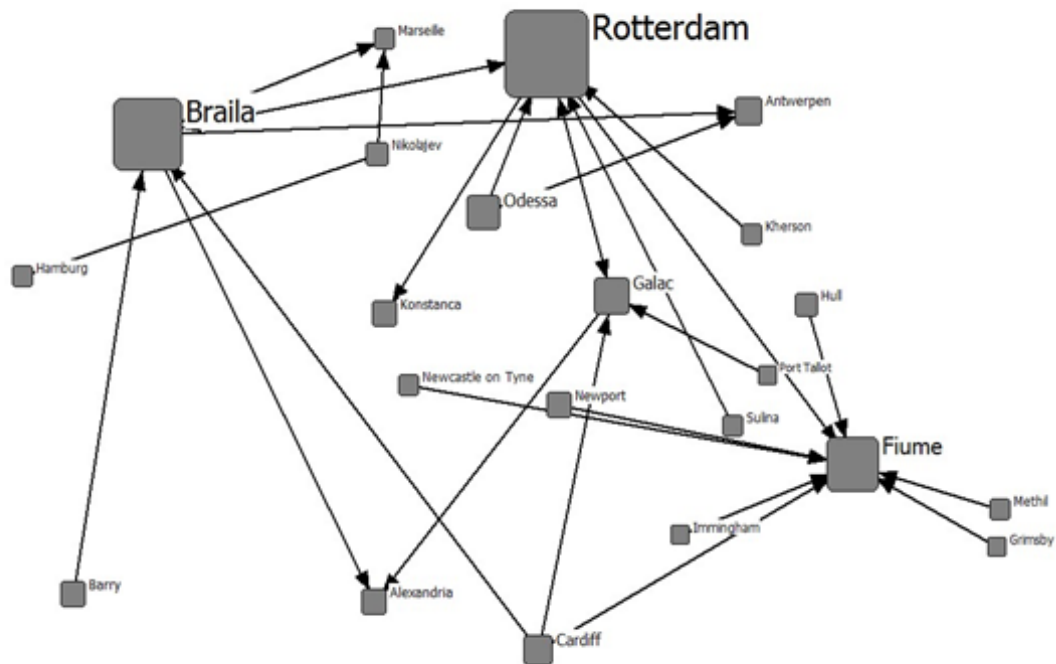 Marseille
Rotterdam
Braila
Antwerpen
Nikolajev
Odessa
Kherson
Hamburg
Galac
Hull
Konstanca
Port Tallot
Newcastle on Tyne
Newport
Sulina
Fiume
Methil
Immingham
Grimsby
Barry
Alexandria
Cardiff